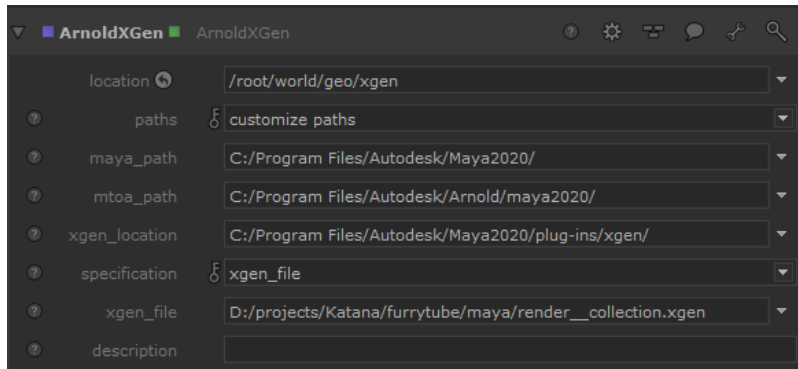 ArnoldXGen ArnoldXGen
location /root/world/geo/xgen
paths customize paths
maya_path C:/Program Files/Autodesk/Maya2020/
mtoa_path C:/Program Files/Autodesk/Arnold/maya2020/
xgen_location C:/Program Files/Autodesk/Maya2020/plug-ins/xgen/
specification xgen_file
xgen_file D:/projects/Katana/furrytube/maya/render__collection.xgen
description